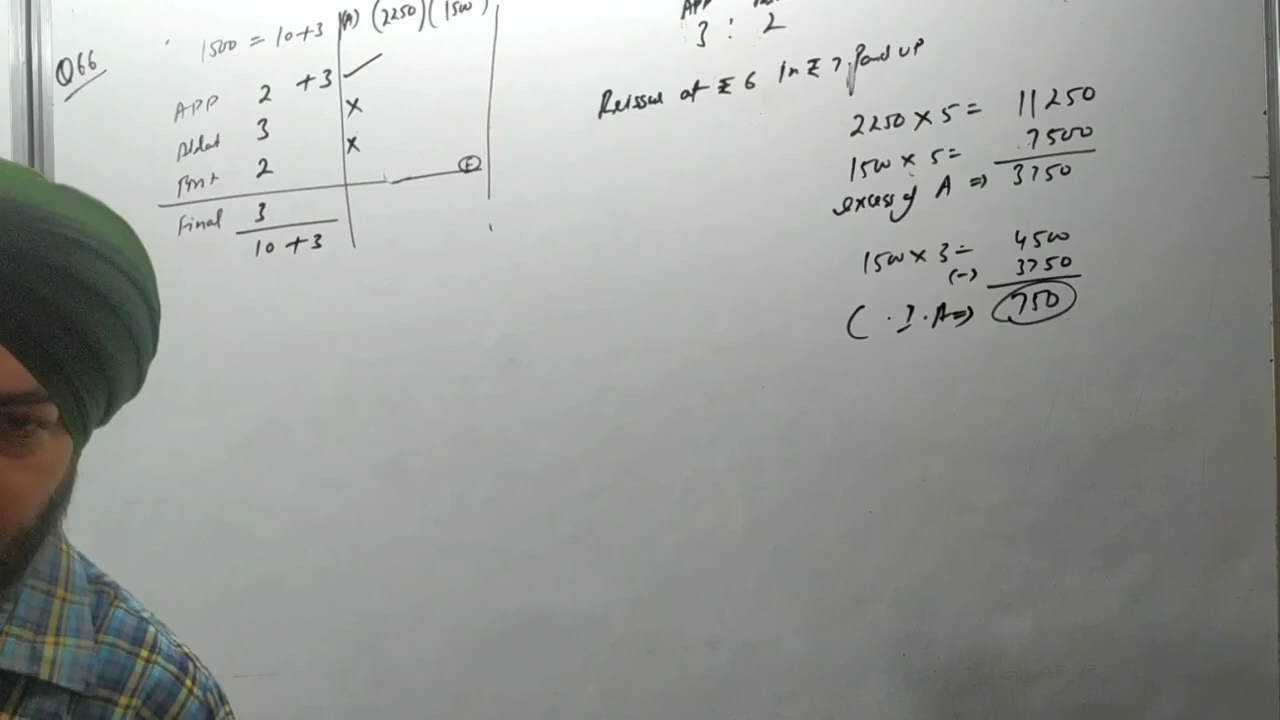 Q66
1500 = 10+3 (A) (2250) (1500)
APP 2 +3 ✓
Allot 3 ×
First 2 × (F)
Final 3
10 + 3
APP
3 : 2
Reissue at ₹ 6 in ₹ 7 Paid up
2250 × 5 = 11250
1500 × 5 = 7500
excess of A ⇒ 3750
1500 × 3 = 4500
(-) 3750
( . I . A ⇒ 750